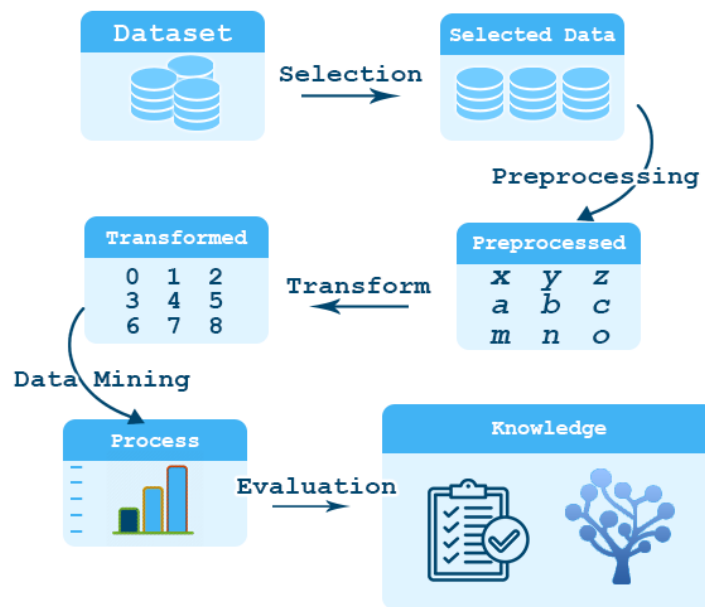 Dataset
Selection
Selected Data
Preprocessing
Preprocessed
x y z
a b c
m n o
Transform
Transformed
0 1 2
3 4 5
6 7 8
Data Mining
Process
Evaluation
Knowledge